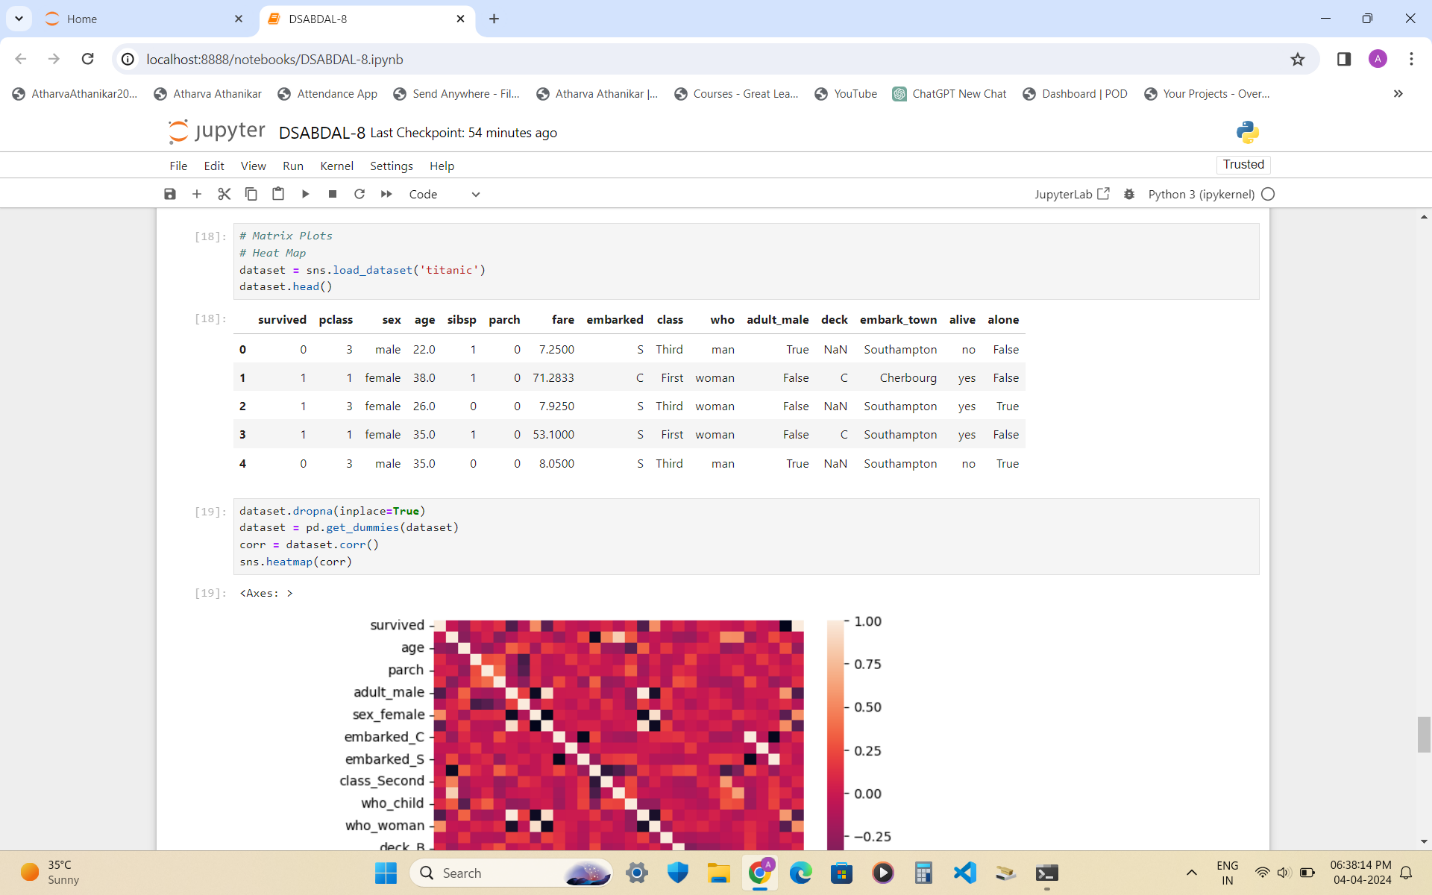 Home
DSABDAL-8
localhost:8888/notebooks/DSABDAL-8.ipynb
A
AtharvaAthanikar20... Atharva Athanikar Attendance App Send Anywhere - Fil... Atharva Athanikar |... Courses - Great Lea... YouTube ChatGPT New Chat Dashboard | POD Your Projects - Over...
jupyter DSABDAL-8 Last Checkpoint: 54 minutes ago
File Edit View Run Kernel Settings Help Trusted
Code JupyterLab Python 3 (ipykernel)
[18]: # Matrix Plots
# Heat Map
dataset = sns.load_dataset('titanic')
dataset.head()
[18]: survived pclass sex age sibsp parch fare embarked class who adult_male deck embark_town alive alone
0 0 3 male 22.0 1 0 7.2500 S Third man True NaN Southampton no False
1 1 1 female 38.0 1 0 71.2833 C First woman False C Cherbourg yes False
2 1 3 female 26.0 0 0 7.9250 S Third woman False NaN Southampton yes True
3 1 1 female 35.0 1 0 53.1000 S First woman False C Southampton yes False
4 0 3 male 35.0 0 0 8.0500 S Third man True NaN Southampton no True
[19]: dataset.dropna(inplace=True)
dataset = pd.get_dummies(dataset)
corr = dataset.corr()
sns.heatmap(corr)
[19]: <Axes: >
survived
age
parch
adult_male
sex_female
embarked_C
embarked_S
class_Second
who_child
who_woman
deck_B
1.00
0.75
0.50
0.25
0.00
−0.25
35°C
Sunny
Search
A
ENG
IN
06:38:14 PM
04-04-2024